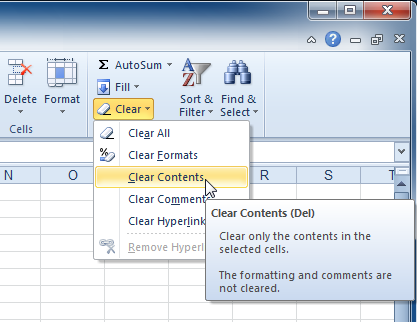 Σ AutoSum
Fill
Clear
Delete
Format
Sort &
Filter
Find &
Select
Cells
Clear All
Clear Formats
Clear Contents
Clear Comment
Clear Hyperlink
Remove Hyperl
N O R S T
Clear Contents (Del)
Clear only the contents in the
selected cells.
The formatting and comments are
not cleared.